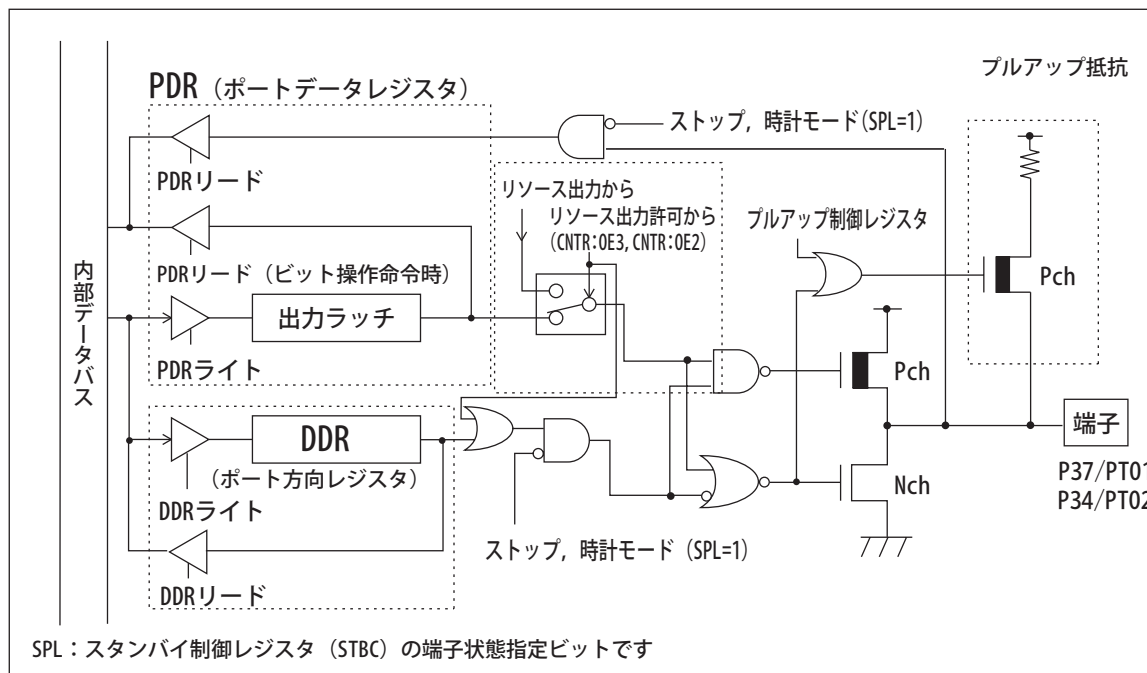 プルアップ抵抗
PDR（ポートデータレジスタ）
ストップ，時計モード（SPL=1）
PDRリード
リソース出力から
リソース出力許可から
（CNTR：OE3，CNTR：OE2）
プルアップ制御レジスタ
PDRリード（ビット操作命令時）
Pch
内部データバス
出力ラッチ
PDRライト
Pch
DDR
端子
（ポート方向レジスタ）
DDRライト
Nch
P37/PT01
P34/PT02
ストップ，時計モード（SPL=1）
DDRリード
SPL：スタンバイ制御レジスタ（STBC）の端子状態指定ビットです